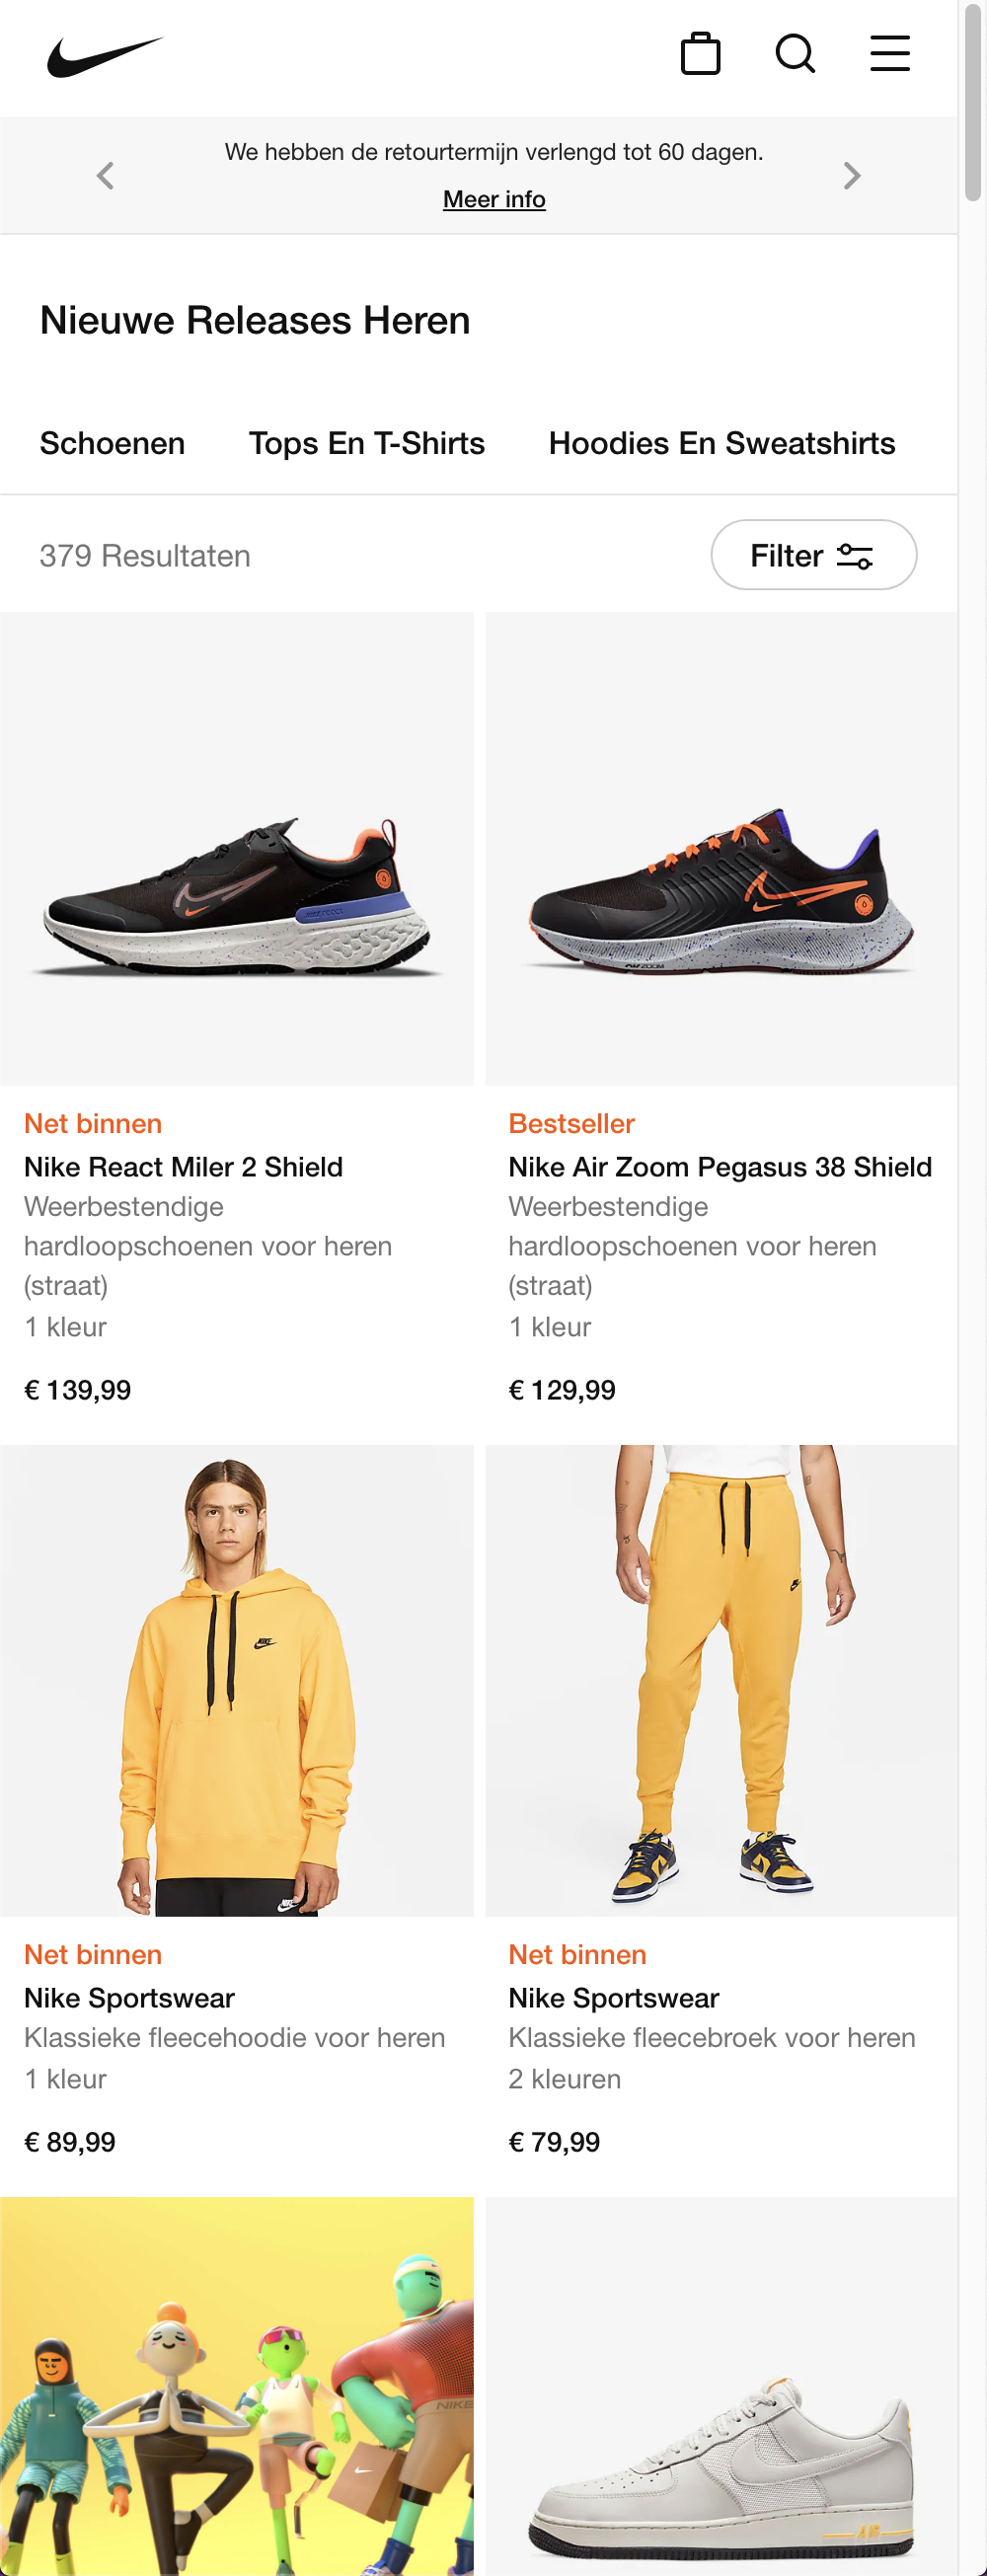 We hebben de retourtermijn verlengd tot 60 dagen.
Meer info
Nieuwe Releases Heren
Schoenen Tops En T-Shirts Hoodies En Sweatshirts
379 Resultaten
Filter
Net binnen
Nike React Miler 2 Shield
Weerbestendige
hardloopschoenen voor heren
(straat)
1 kleur
€ 139,99
Bestseller
Nike Air Zoom Pegasus 38 Shield
Weerbestendige
hardloopschoenen voor heren
(straat)
1 kleur
€ 129,99
NIKE
NIKE
Net binnen
Nike Sportswear
Klassieke fleecehoodie voor heren
1 kleur
€ 89,99
Net binnen
Nike Sportswear
Klassieke fleecebroek voor heren
2 kleuren
€ 79,99
NIKE
AIR